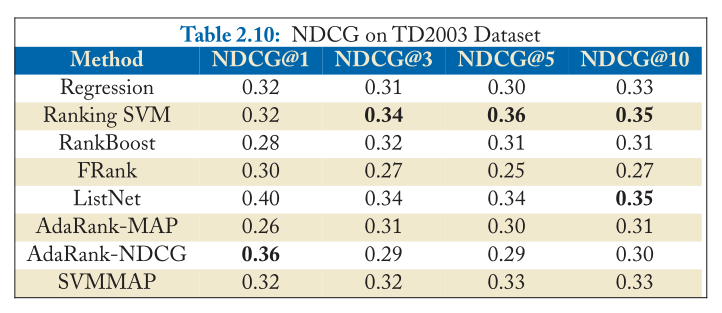 Table 2.10: NDCG on TD2003 Dataset
Method NDCG@1 NDCG@3 NDCG@5 NDCG@10
Regression 0.32 0.31 0.30 0.33
Ranking SVM 0.32 0.34 0.36 0.35
RankBoost 0.28 0.32 0.31 0.31
FRank 0.30 0.27 0.25 0.27
ListNet 0.40 0.34 0.34 0.35
AdaRank-MAP 0.26 0.31 0.30 0.31
AdaRank-NDCG 0.36 0.29 0.29 0.30
SVMMAP 0.32 0.32 0.33 0.33